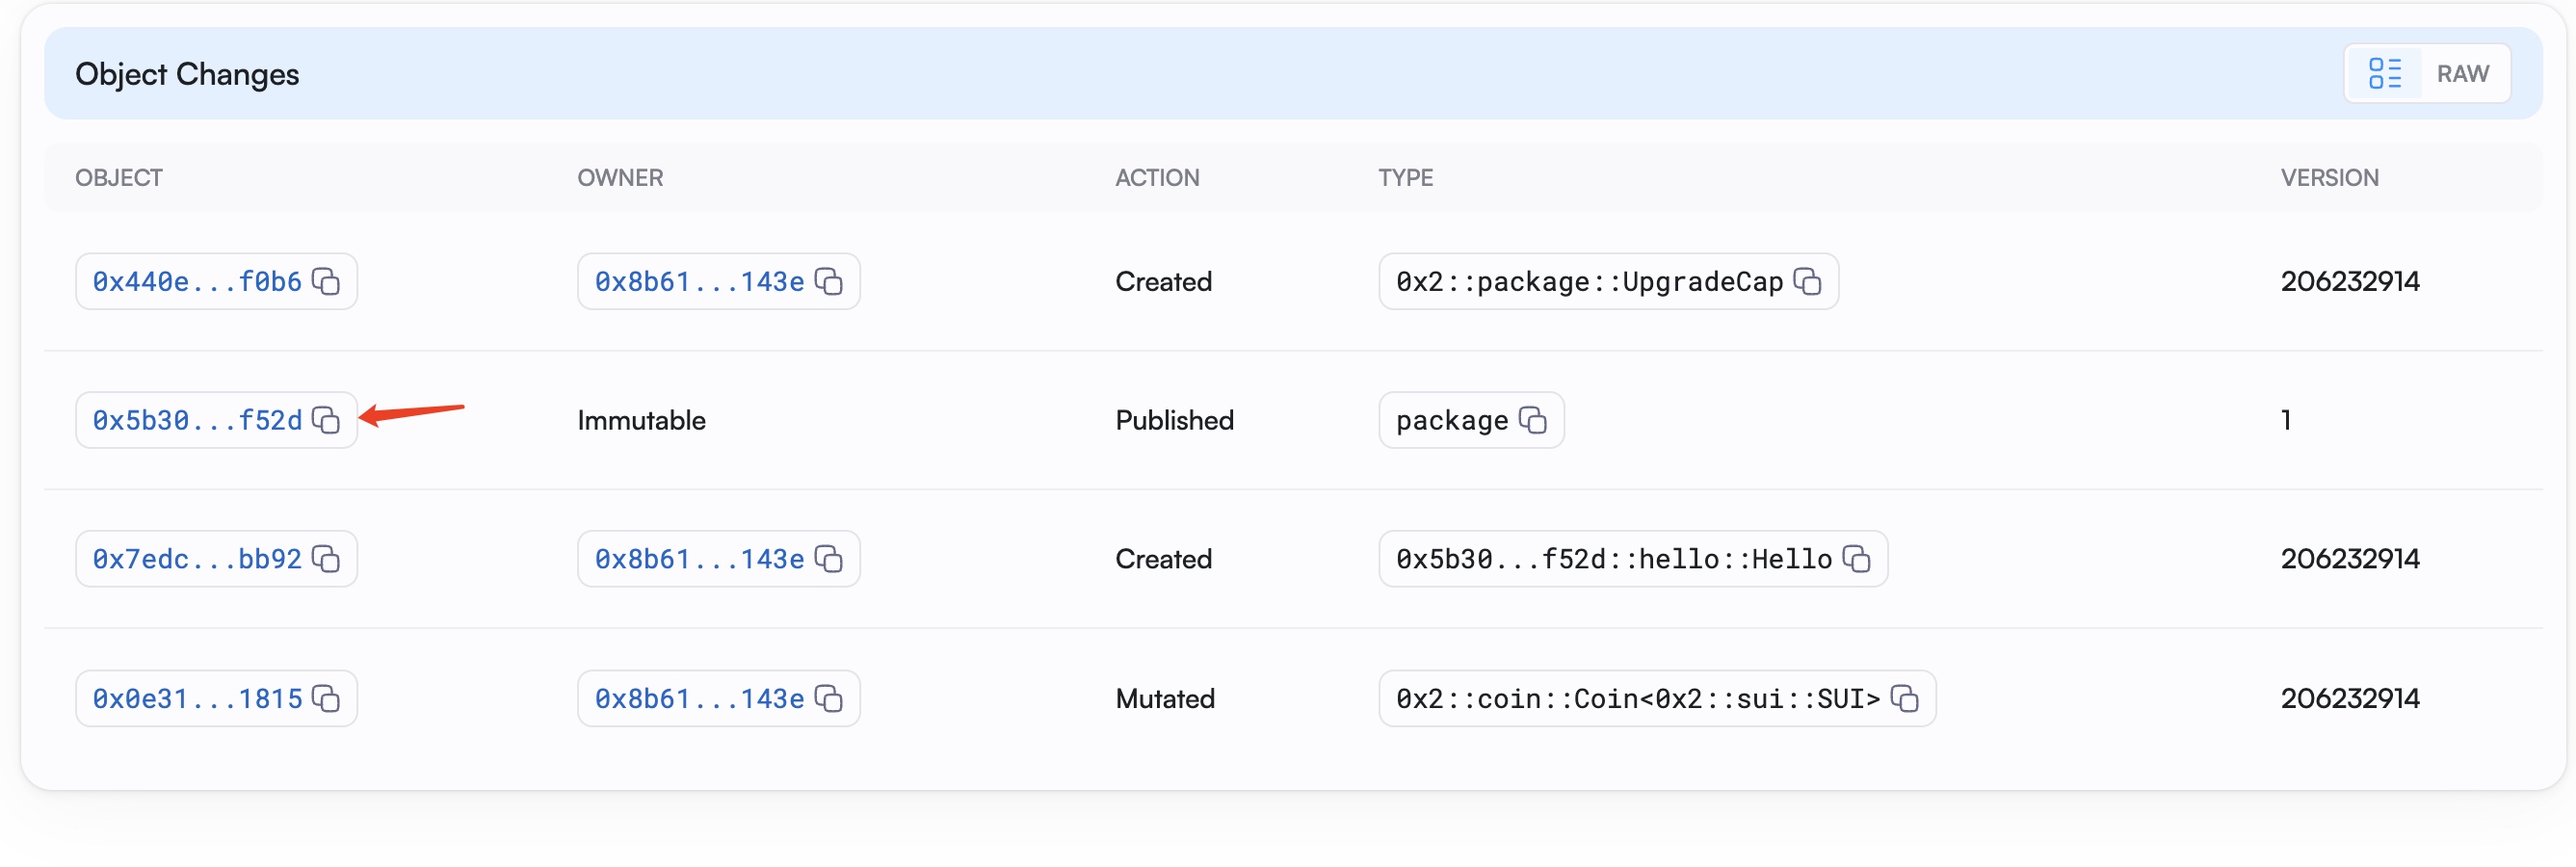 Object Changes
RAW
OBJECT OWNER ACTION TYPE VERSION
0x440e...f0b6 0x8b61...143e Created 0x2::package::UpgradeCap 206232914
0x5b30...f52d Immutable Published package 1
0x7edc...bb92 0x8b61...143e Created 0x5b30...f52d::hello::Hello 206232914
0x0e31...1815 0x8b61...143e Mutated 0x2::coin::Coin<0x2::sui::SUI> 206232914